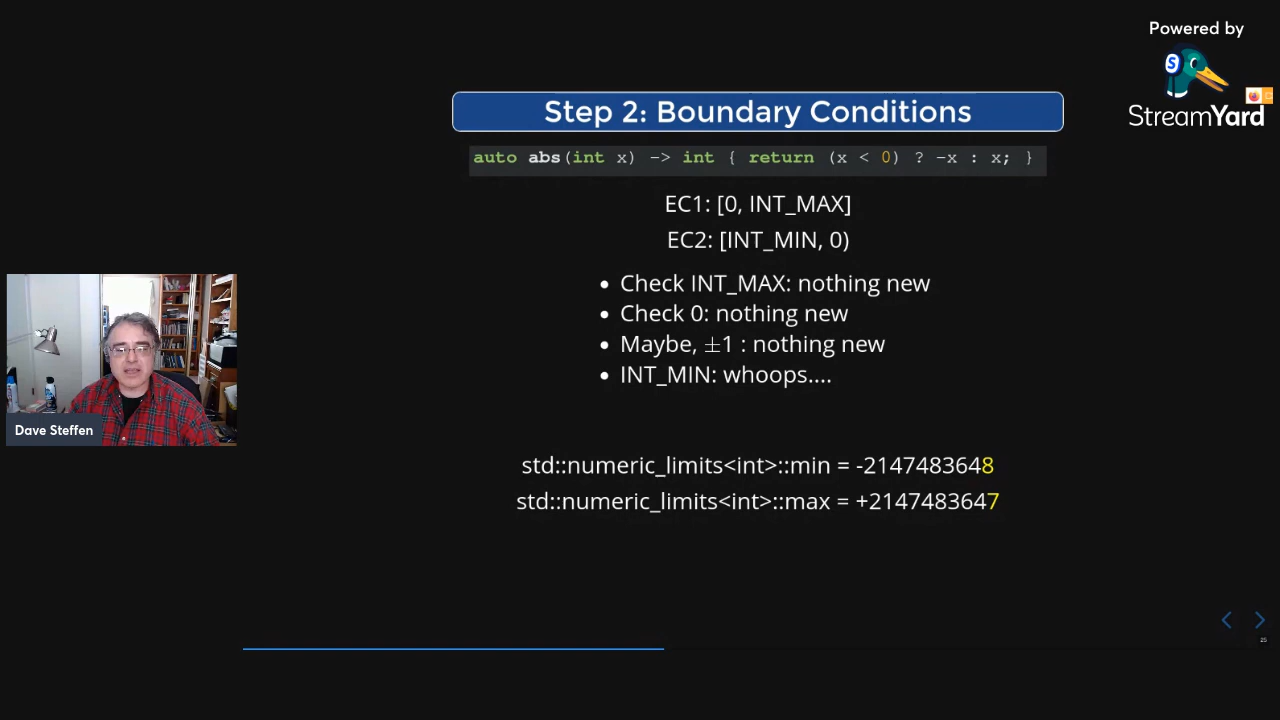 Powered by
S
StreamYard
Step 2: Boundary Conditions
auto abs(int x) -> int { return (x < 0) ? -x : x; }
EC1: [0, INT_MAX]
EC2: [INT_MIN, 0)
• Check INT_MAX: nothing new
• Check 0: nothing new
• Maybe, ±1 : nothing new
• INT_MIN: whoops....
Dave Steffen
std::numeric_limits<int>::min = -2147483648
std::numeric_limits<int>::max = +2147483647
25